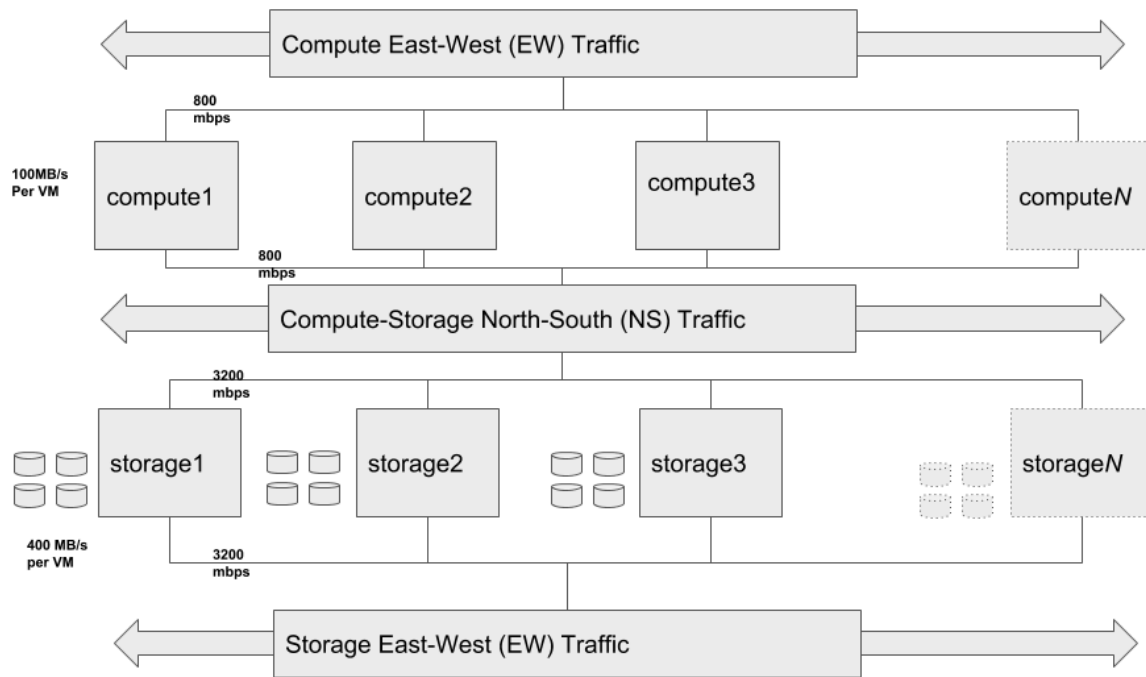 Compute East-West (EW) Traffic
800
mbps
100MB/s
Per VM
compute1
compute2
compute3
computeN
800
mbps
Compute-Storage North-South (NS) Traffic
3200
mbps
storage1
storage2
storage3
storageN
400 MB/s
per VM
3200
mbps
Storage East-West (EW) Traffic